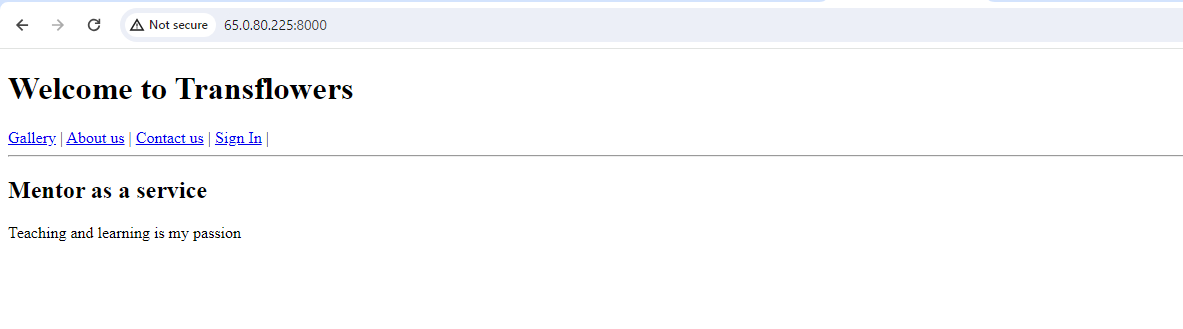 Not secure 65.0.80.225:8000
Welcome to Transflowers
Gallery | About us | Contact us | Sign In |
Mentor as a service
Teaching and learning is my passion